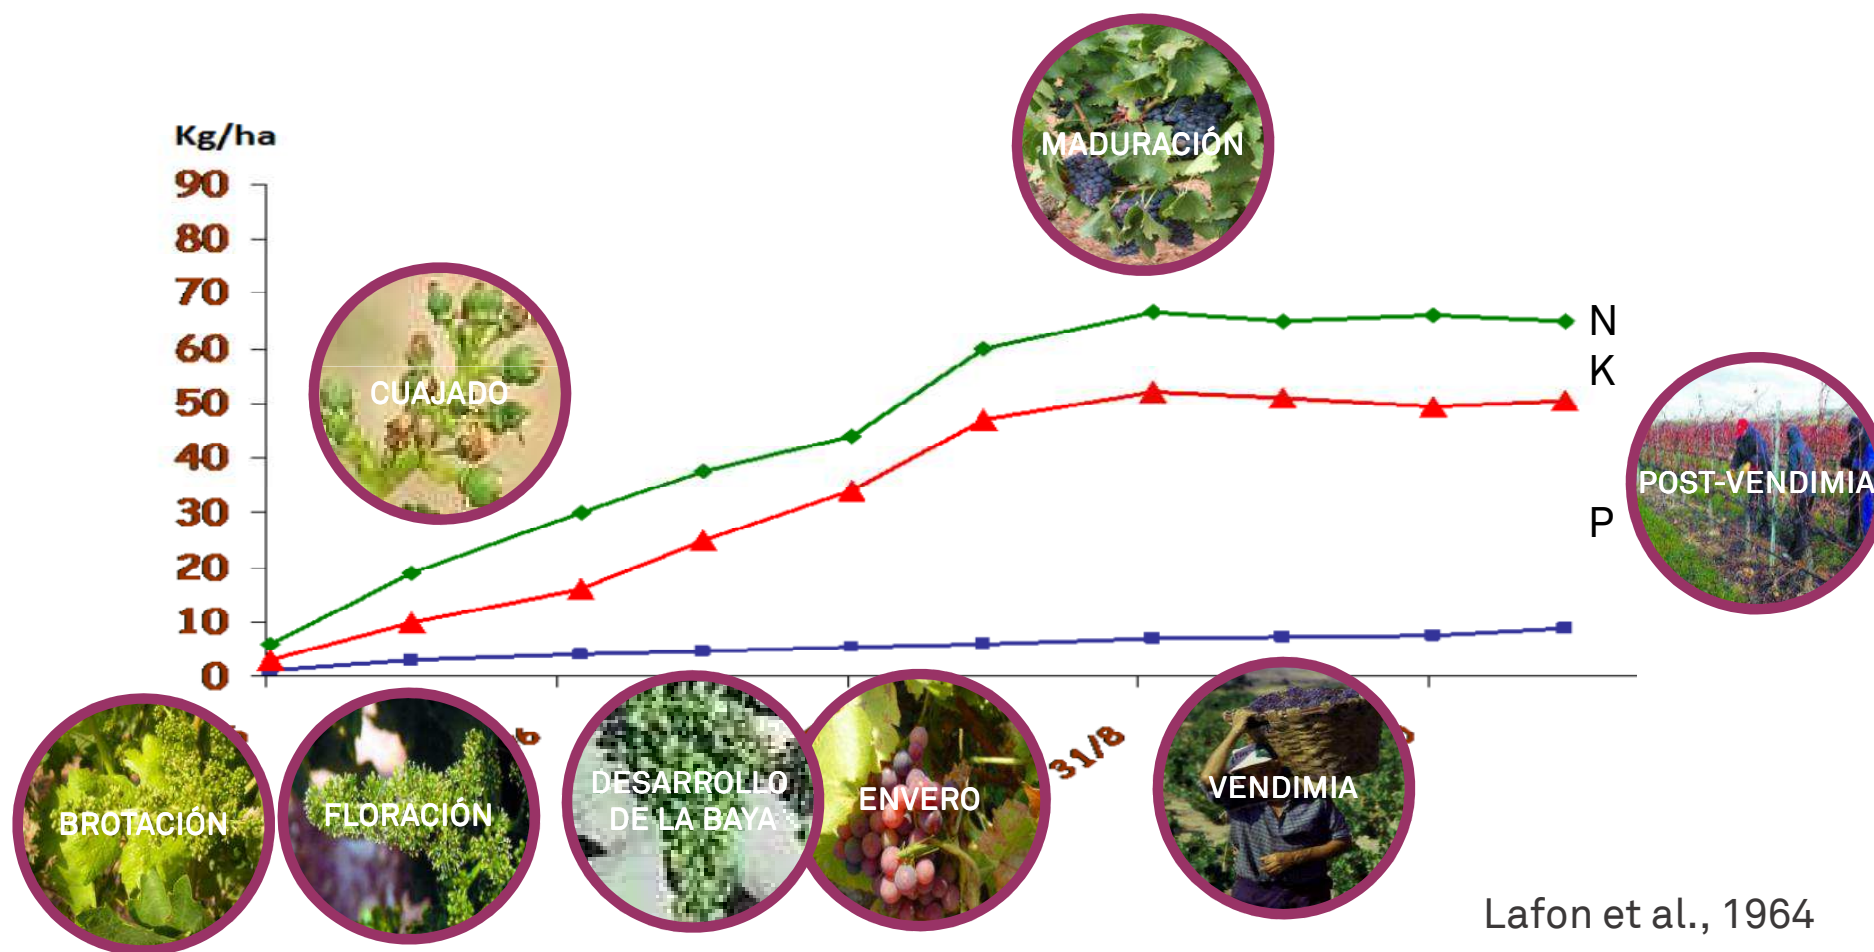 MADURACIÓN
Kg/ha
90
80
70
60
50
40
30
20
10
0
CUAJADO
N
K
P
POST-VENDIMIA
31/8
BROTACIÓN
FLORACIÓN
DESARROLLO
DE LA BAYA
ENVERO
VENDIMIA
Lafon et al., 1964